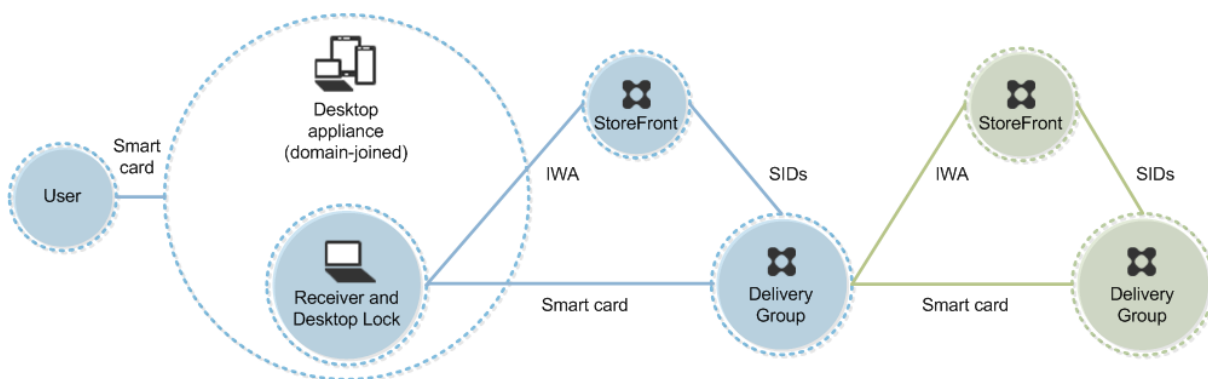 User
Smart
card
Desktop
appliance
(domain-joined)
Receiver and
Desktop Lock
IWA
StoreFront
SIDs
Smart card
Delivery
Group
IWA
StoreFront
SIDs
Smart card
Delivery
Group